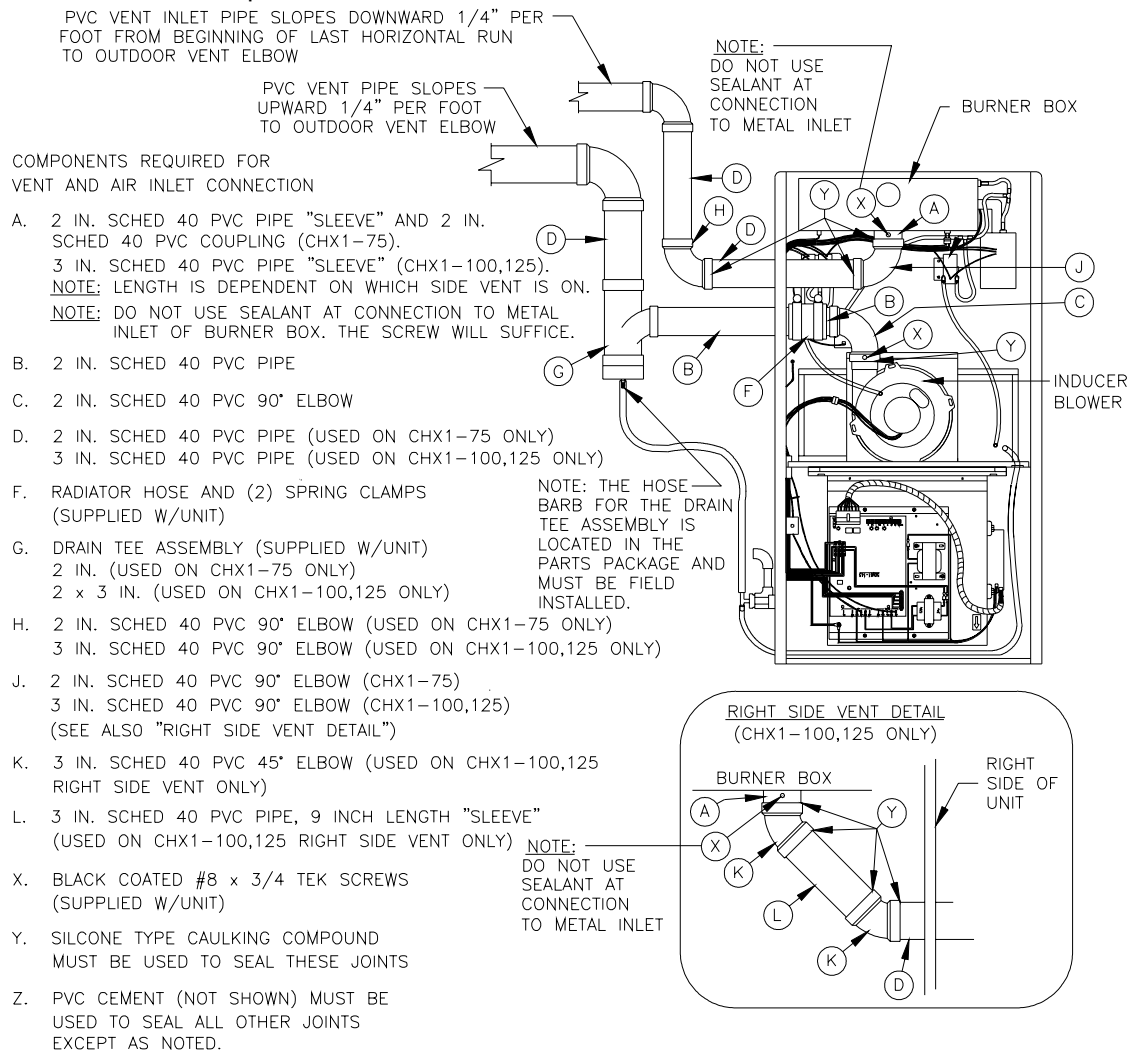 PVC VENT INLET PIPE SLOPES DOWNWARD 1/4" PER
FOOT FROM BEGINNING OF LAST HORIZONTAL RUN
TO OUTDOOR VENT ELBOW
PVC VENT PIPE SLOPES
UPWARD 1/4" PER FOOT
TO OUTDOOR VENT ELBOW
NOTE:
DO NOT USE
SEALANT AT
CONNECTION
TO METAL INLET
BURNER BOX
COMPONENTS REQUIRED FOR
VENT AND AIR INLET CONNECTION
A. 2 IN. SCHED 40 PVC PIPE "SLEEVE" AND 2 IN.
SCHED 40 PVC COUPLING (CHX1-75).
3 IN. SCHED 40 PVC PIPE "SLEEVE" (CHX1-100,125).
NOTE: LENGTH IS DEPENDENT ON WHICH SIDE VENT IS ON.
NOTE: DO NOT USE SEALANT AT CONNECTION TO METAL
INLET OF BURNER BOX. THE SCREW WILL SUFFICE.
B. 2 IN. SCHED 40 PVC PIPE
C. 2 IN. SCHED 40 PVC 90° ELBOW
D. 2 IN. SCHED 40 PVC PIPE (USED ON CHX1-75 ONLY)
3 IN. SCHED 40 PVC PIPE (USED ON CHX1-100,125 ONLY)
F. RADIATOR HOSE AND (2) SPRING CLAMPS
(SUPPLIED W/UNIT)
G. DRAIN TEE ASSEMBLY (SUPPLIED W/UNIT)
2 IN. (USED ON CHX1-75 ONLY)
2 x 3 IN. (USED ON CHX1-100,125 ONLY)
H. 2 IN. SCHED 40 PVC 90° ELBOW (USED ON CHX1-75 ONLY)
3 IN. SCHED 40 PVC 90° ELBOW (USED ON CHX1-100,125 ONLY)
J. 2 IN. SCHED 40 PVC 90° ELBOW (CHX1-75)
3 IN. SCHED 40 PVC 90° ELBOW (CHX1-100,125)
(SEE ALSO "RIGHT SIDE VENT DETAIL")
K. 3 IN. SCHED 40 PVC 45° ELBOW (USED ON CHX1-100,125
RIGHT SIDE VENT ONLY)
L. 3 IN. SCHED 40 PVC PIPE, 9 INCH LENGTH "SLEEVE"
(USED ON CHX1-100,125 RIGHT SIDE VENT ONLY)
X. BLACK COATED #8 x 3/4 TEK SCREWS
(SUPPLIED W/UNIT)
Y. SILCONE TYPE CAULKING COMPOUND
MUST BE USED TO SEAL THESE JOINTS
Z. PVC CEMENT (NOT SHOWN) MUST BE
USED TO SEAL ALL OTHER JOINTS
EXCEPT AS NOTED.
D
Y
X
A
H
D
D
J
B
C
X
Y
G
B
F
INDUCER
BLOWER
NOTE: THE HOSE
BARB FOR THE DRAIN
TEE ASSEMBLY IS
LOCATED IN THE
PARTS PACKAGE AND
MUST BE FIELD
INSTALLED.
RIGHT SIDE VENT DETAIL
(CHX1-100,125 ONLY)
BURNER BOX
RIGHT
SIDE OF
UNIT
A
Y
X
K
L
K
D
NOTE:
DO NOT USE
SEALANT AT
CONNECTION
TO METAL INLET